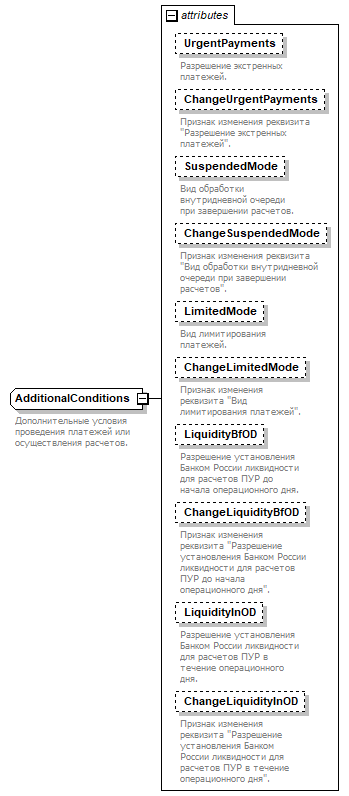 attributes
UrgentPayments
Разрешение экстренных
платежей.
ChangeUrgentPayments
Признак изменения реквизита
"Разрешение экстренных
платежей".
SuspendedMode
Вид обработки
внутридневной очереди
при завершении расчетов.
ChangeSuspendedMode
Признак изменения реквизита
"Вид обработки внутридневной
очереди при завершении
расчетов".
LimitedMode
Вид лимитирования
платежей.
ChangeLimitedMode
Признак изменения
реквизита "Вид
лимитирования платежей".
AdditionalConditions
Дополнительные условия
проведения платежей или
осуществления расчетов.
LiquidityBfOD
Разрешение установления
Банком России ликвидности
для расчетов ПУР до
начала операционного дня.
ChangeLiquidityBfOD
Признак изменения
реквизита "Разрешение
установления Банком России
ликвидности для расчетов
ПУР до начала
операционного дня".
LiquidityInOD
Разрешение установления
Банком России ликвидности
для расчетов ПУР в
течение операционного
дня.
ChangeLiquidityInOD
Признак изменения
реквизита "Разрешение
установления Банком
России ликвидности для
расчетов ПУР в течение
операционного дня".